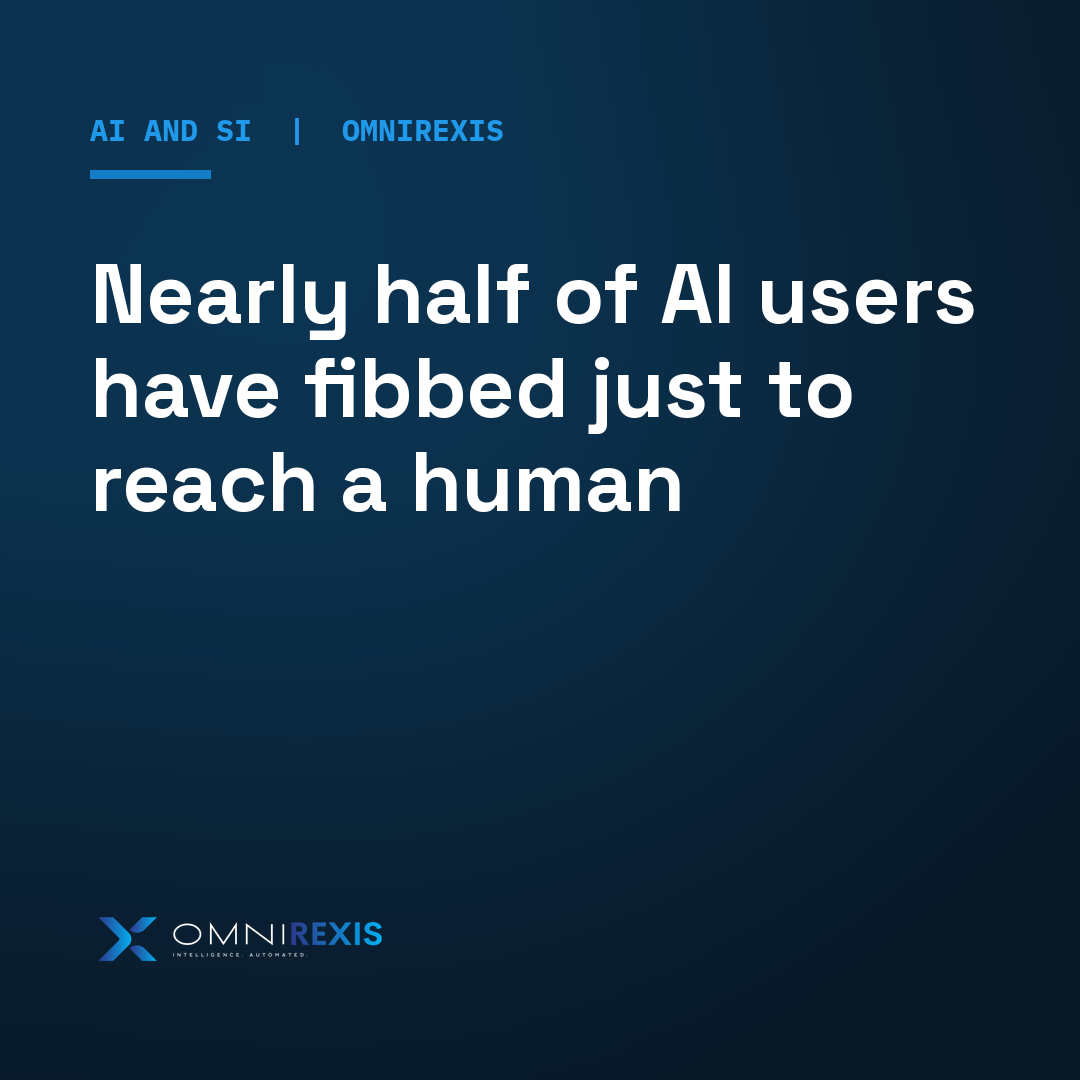 AI AND SI | OMNIREXIS
Nearly half of AI users
have fibbed just to
reach a human
OMNIREXIS
INTELLIGENCE. AUTOMATED.